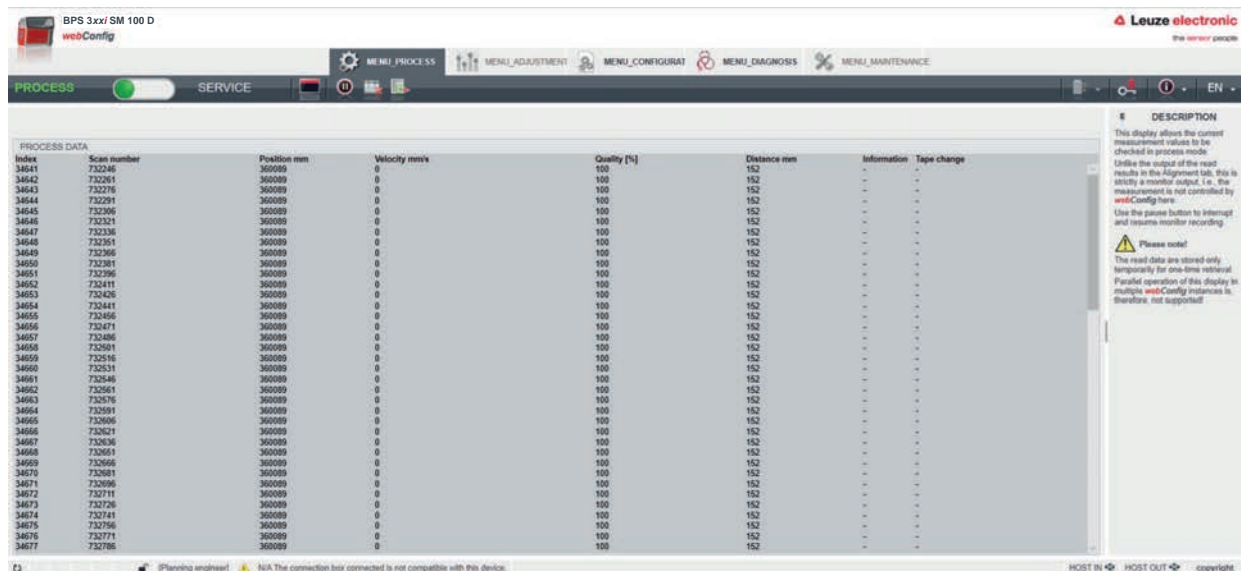 BPS 3xxi SM 100 D
webConfig
Leuze electronic
the sensor people
MENU_PROCESS MENU_ADJUSTMENT MENU_CONFIGURAT MENU_DIAGNOSIS MENU_MAINTENANCE
PROCESS SERVICE EN
PROCESS DATA
Index Scan number Position mm Velocity mm/s Quality [%] Distance mm Information Tape change
34641 732246 360089 0 100 152 - -
34642 732261 360089 0 100 152 - -
34643 732276 360089 0 100 152 - -
34644 732291 360089 0 100 152 - -
34645 732306 360089 0 100 152 - -
34646 732321 360089 0 100 152 - -
34647 732336 360089 0 100 152 - -
34648 732351 360089 0 100 152 - -
34649 732366 360089 0 100 152 - -
34650 732381 360089 0 100 152 - -
34651 732396 360089 0 100 152 - -
34652 732411 360089 0 100 152 - -
34653 732426 360089 0 100 152 - -
34654 732441 360089 0 100 152 - -
34655 732456 360089 0 100 152 - -
34656 732471 360089 0 100 152 - -
34657 732486 360089 0 100 152 - -
34658 732501 360089 0 100 152 - -
34659 732516 360089 0 100 152 - -
34660 732531 360089 0 100 152 - -
34661 732546 360089 0 100 152 - -
34662 732561 360089 0 100 152 - -
34663 732576 360089 0 100 152 - -
34664 732591 360089 0 100 152 - -
34665 732606 360089 0 100 152 - -
34666 732621 360089 0 100 152 - -
34667 732636 360089 0 100 152 - -
34668 732651 360089 0 100 152 - -
34669 732666 360089 0 100 152 - -
34670 732681 360089 0 100 152 - -
34671 732696 360089 0 100 152 - -
34672 732711 360089 0 100 152 - -
34673 732726 360089 0 100 152 - -
34674 732741 360089 0 100 152 - -
34675 732756 360089 0 100 152 - -
34676 732771 360089 0 100 152 - -
34677 732786 360089 0 100 152 - -
DESCRIPTION
This display allows the current
measurement values to be
checked in process mode.
Unlike the output of the read
results in the Alignment tab, this is
strictly a monitor output, i.e., the
measurement is not controlled by
webConfig here.
Use the pause button to interrupt
and resume monitor recording.
Please note!
The read data are stored only
temporarily for one-time retrieval.
Parallel operation of this display in
multiple webConfig instances is,
therefore, not supported!
[Planning engineer] N/A The connection box connected is not compatible with this device. HOST IN HOST OUT copyright